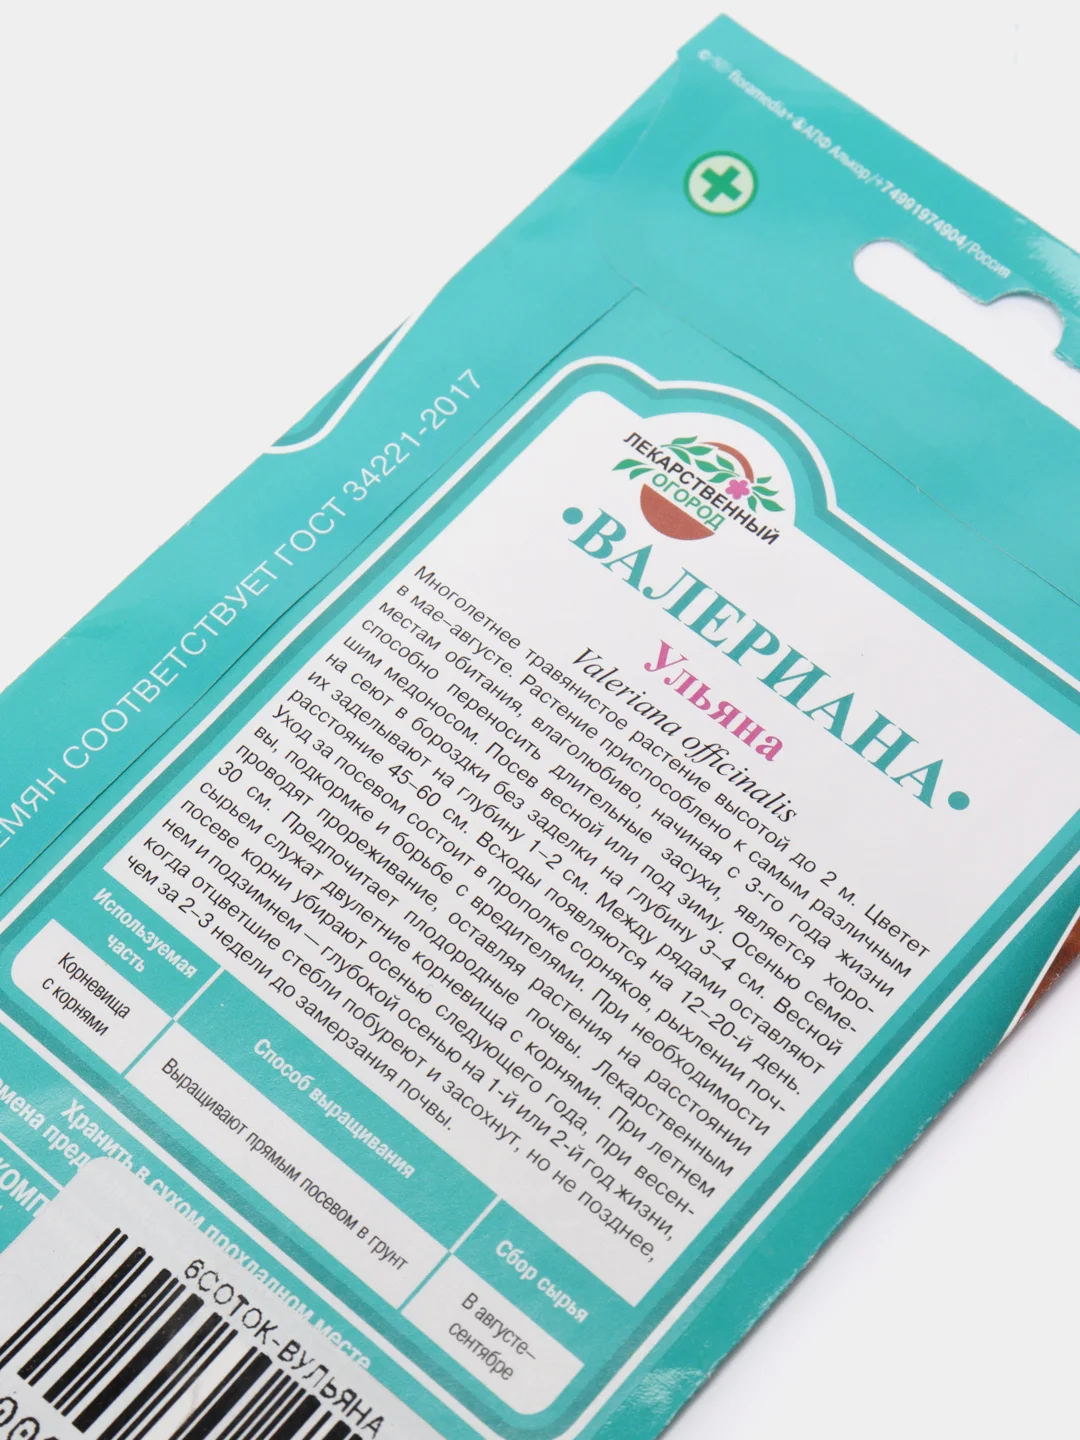 floramedia+ АПФ Алькор/+74991974904/Россия
СООТВЕТСТВУЕТ ГОСТ 34221-2017
ЛЕКАРСТВЕННЫЙ
ОГОРОД
•ВАЛЕРИАНА•
Ульяна
Valeriana officinalis
Многолетнее травянистое растение высотой до 2 м. Цветет
в мае–августе. Растение приспособлено к самым различным
местам обитания, влаголюбиво, начиная с 3-го года жизни
способно переносить длительные засухи, является хоро-
шим медоносом. Посев весной или под зиму. Осенью семе-
на сеют в бороздки без заделки на глубину 3–4 см. Весной
их заделывают на глубину 1–2 см. Между рядами оставляют
расстояние 45–60 см. Всходы появляются на 12–20-й день.
Уход за посевом состоит в прополке сорняков, рыхлении поч-
вы, подкормке и борьбе с вредителями. При необходимости
проводят прореживание, оставляя растения на расстоянии
30 см. Предпочитает плодородные почвы. Лекарственным
сырьем служат двулетние корневища с корнями. При летнем
посеве корни убирают осенью следующего года, при весен-
нем и подзимнем — глубокой осенью на 1-й или 2-й год жизни,
когда отцветшие стебли побуреют и засохнут, но не позднее,
чем за 2–3 недели до замерзания почвы.
Используемая
часть
Корневища
с корнями
Способ выращивания
Выращивают прямым посевом в грунт
Сбор сырья
В августе–
сентябре
Хранить в сухом прохладном месте
6СОТОК-ВУЛЬЯНА